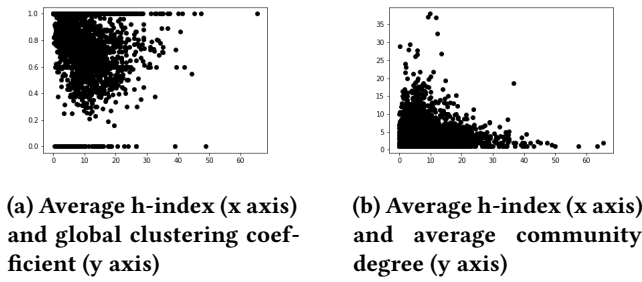 1.0
0.8
0.6
0.4
0.2
0.0
0 10 20 30 40 50 60
35
30
25
20
15
10
5
0
0 10 20 30 40 50 60
(a) Average h-index (x axis)
and global clustering coef-
ficient (y axis)
(b) Average h-index (x axis)
and average community
degree (y axis)